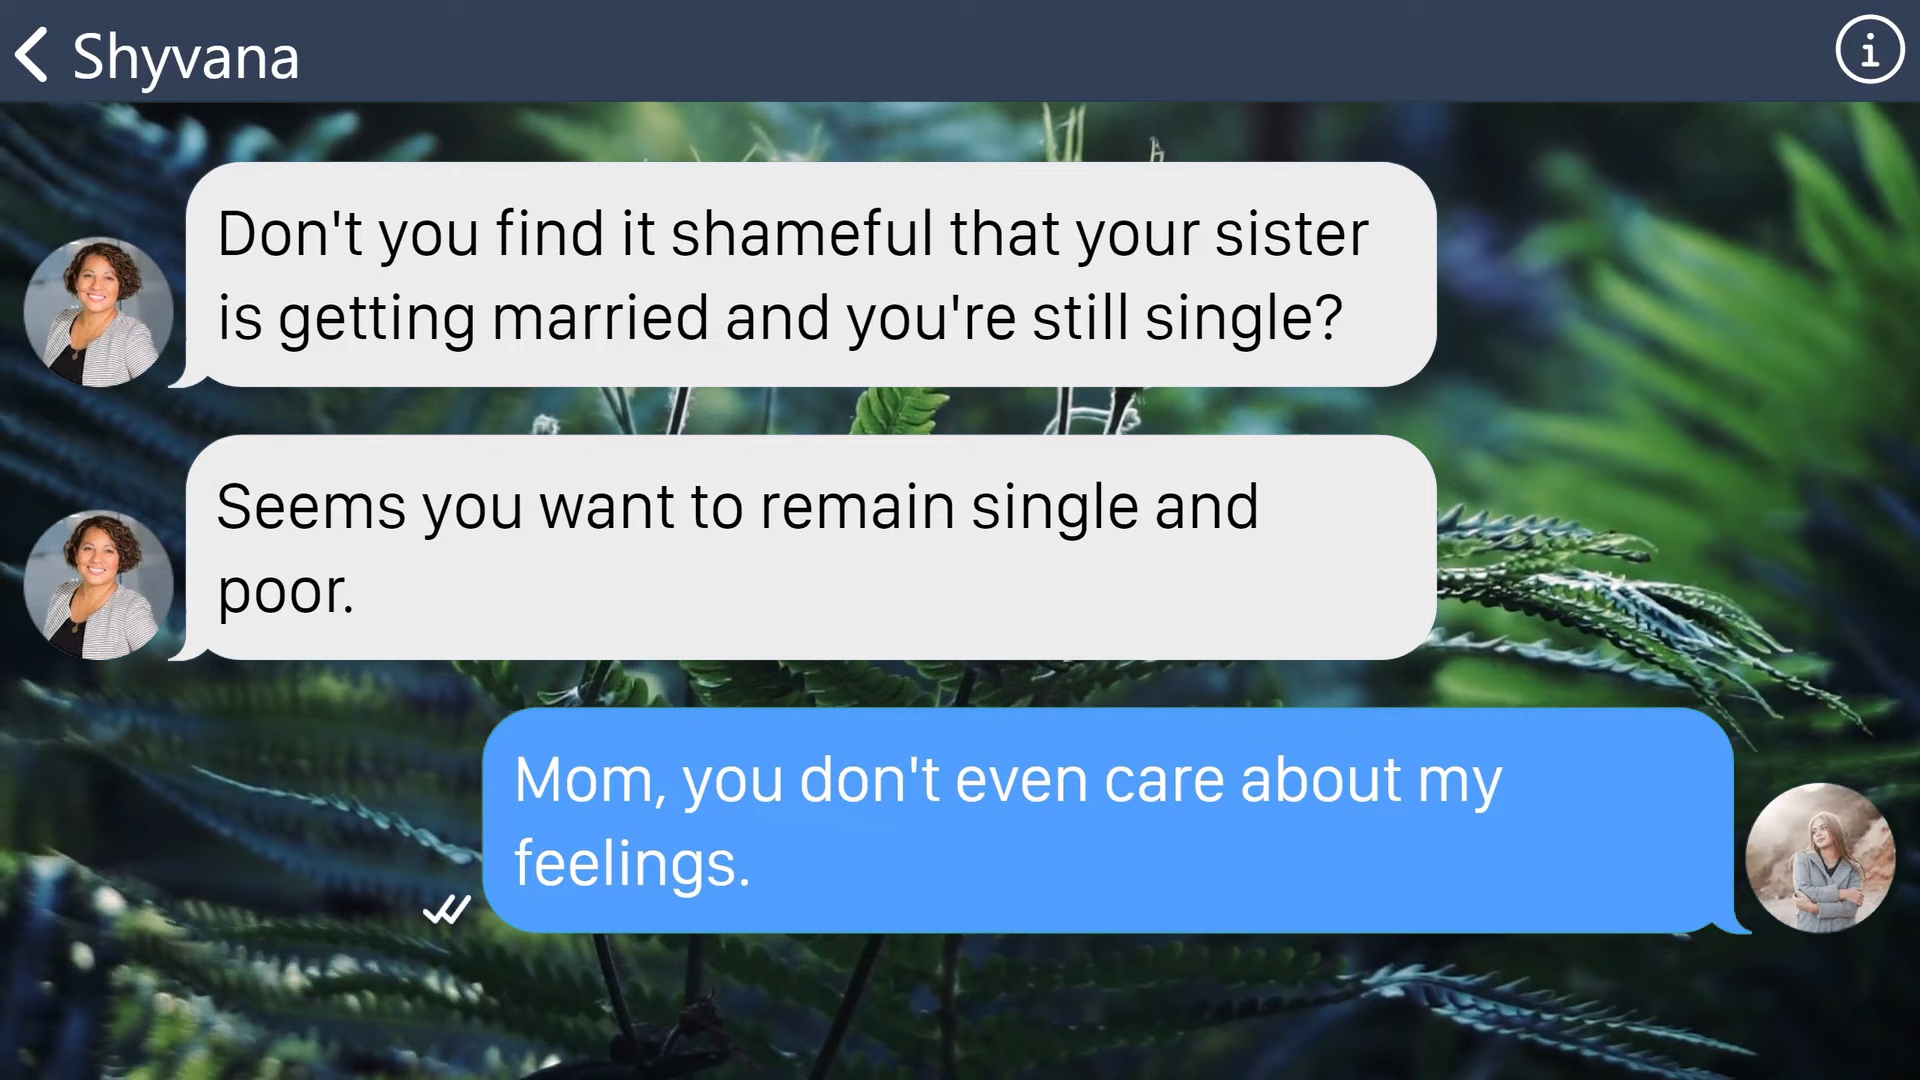 Shyvana
Don't you find it shameful that your sister
is getting married and you're still single?
Seems you want to remain single and
poor.
Mom, you don't even care about my
feelings.